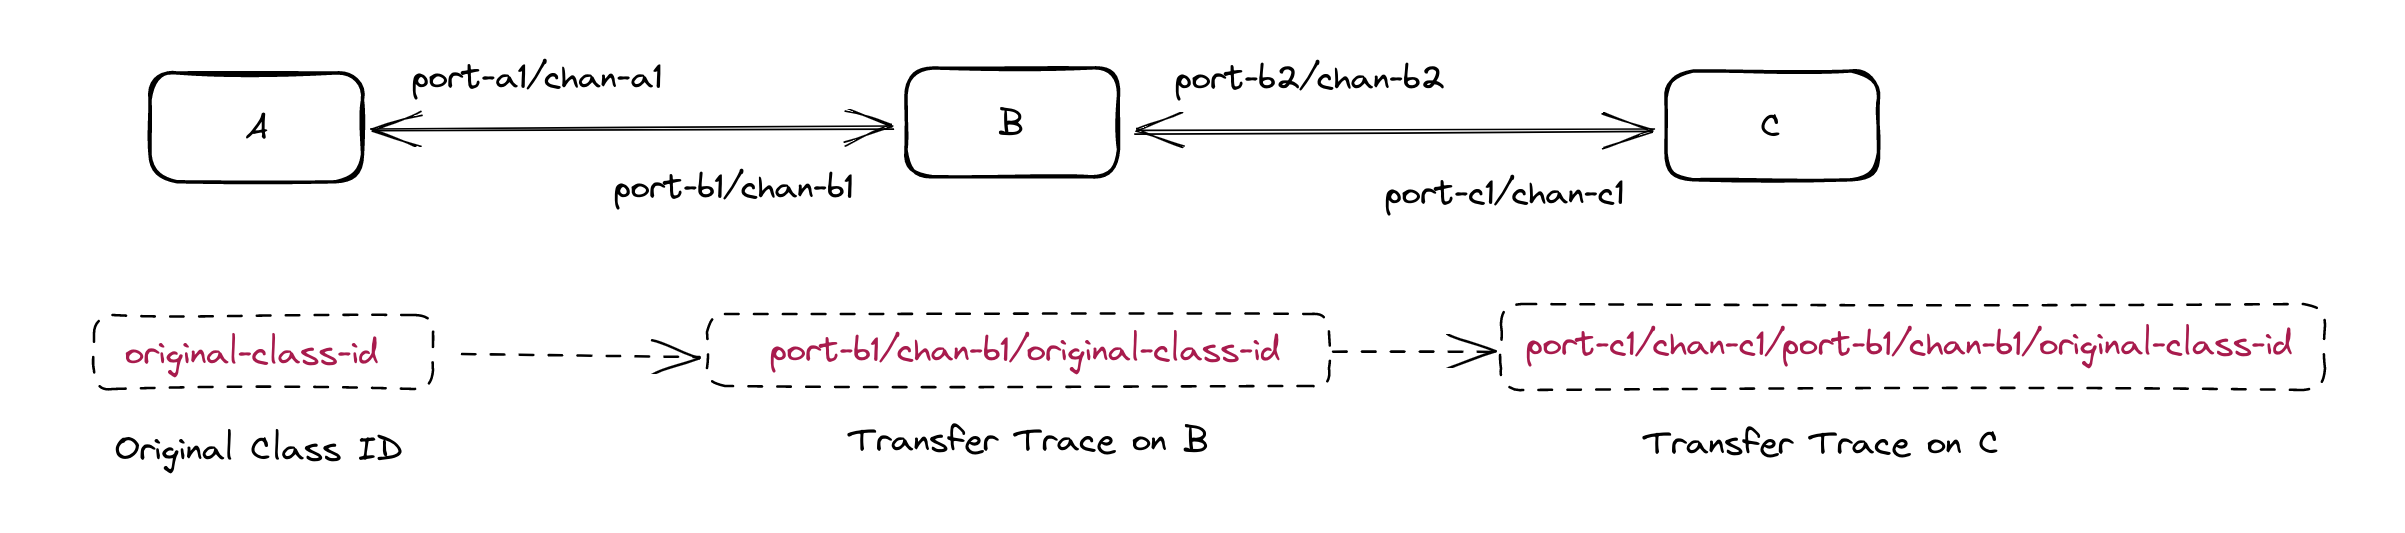 port-a1/chan-a1
port-b2/chan-b2
A
B
C
port-b1/chan-b1
port-c1/chan-c1
original-class-id
port-b1/chan-b1/original-class-id
port-c1/chan-c1/port-b1/chan-b1/original-class-id
Original Class ID
Transfer Trace on B
Transfer Trace on C